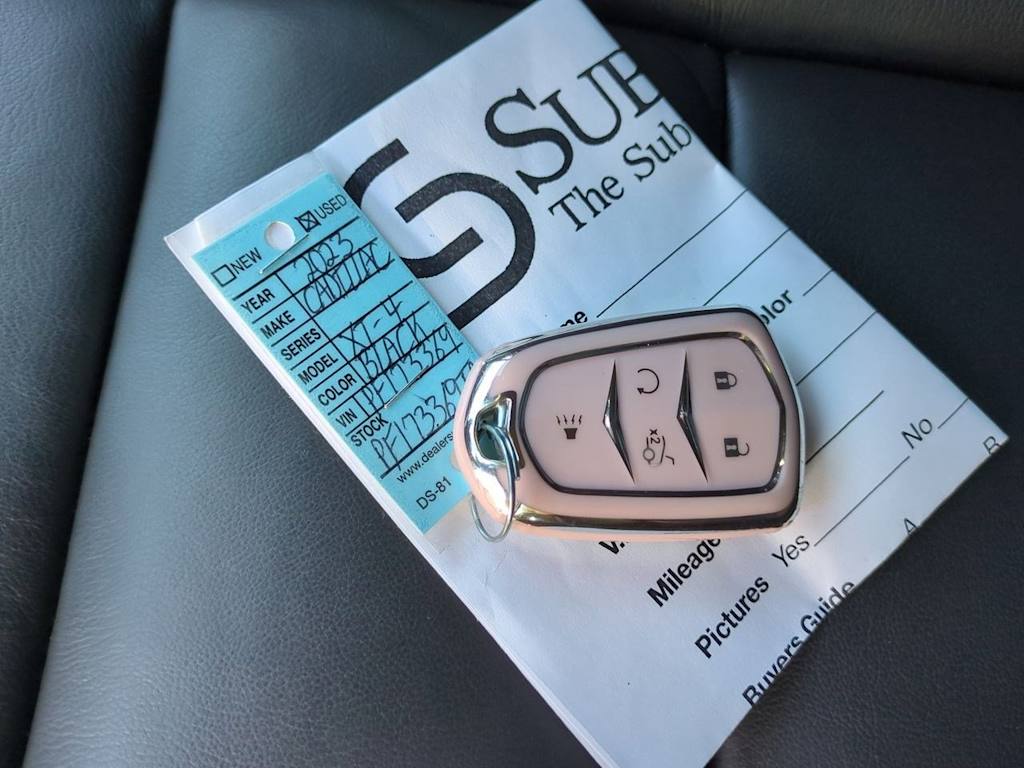 SUB
The Sub
☐NEW ☒USED
YEAR 2023
MAKE CADILLAC
SERIES
MODEL XT-4
COLOR BLACK
VIN
STOCK
www.dealers
DS-81
x2
Mileage
Pictures Yes No
Buyers Guide